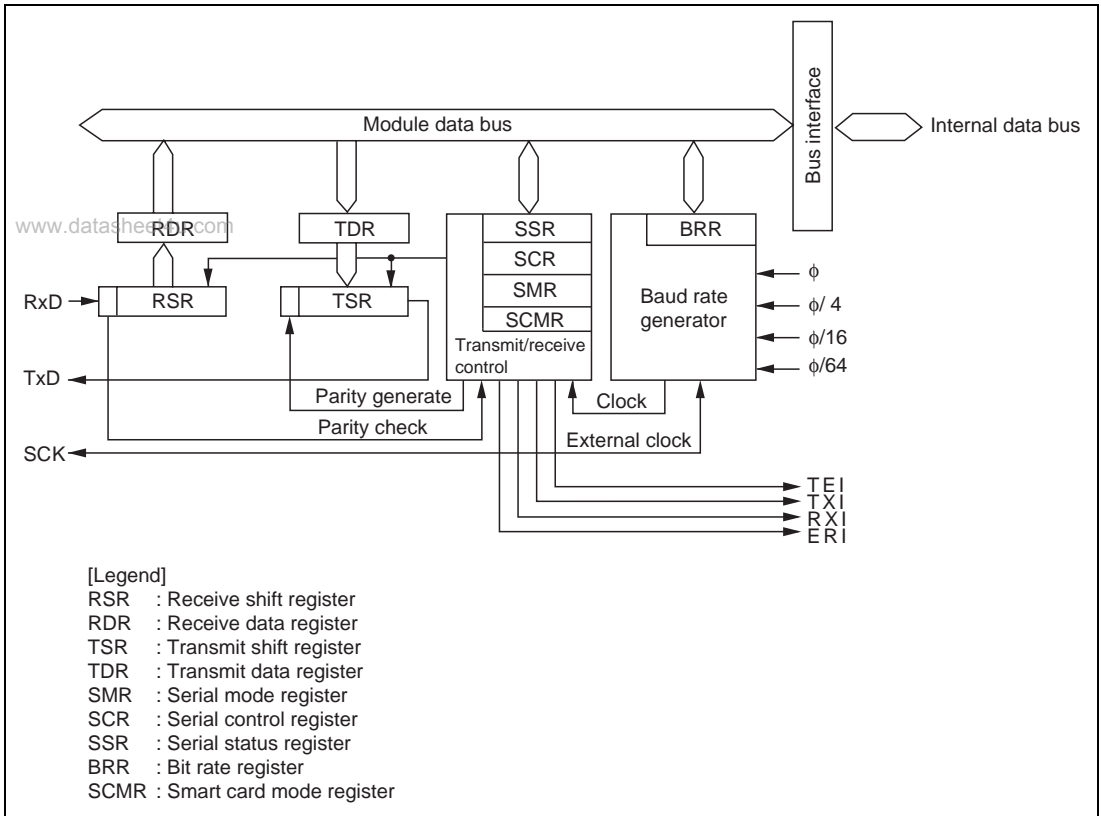 Module data bus
Bus interface
Internal data bus
www.datasheet4u.com
RDR
TDR
SSR
BRR
SCR
SMR
SCMR
RxD
RSR
TSR
Baud rate
generator
ϕ
ϕ/ 4
ϕ/16
ϕ/64
Transmit/receive
control
TxD
Parity generate
Clock
Parity check
External clock
SCK
TEI
TXI
RXI
ERI
[Legend]
RSR : Receive shift register
RDR : Receive data register
TSR : Transmit shift register
TDR : Transmit data register
SMR : Serial mode register
SCR : Serial control register
SSR : Serial status register
BRR : Bit rate register
SCMR : Smart card mode register